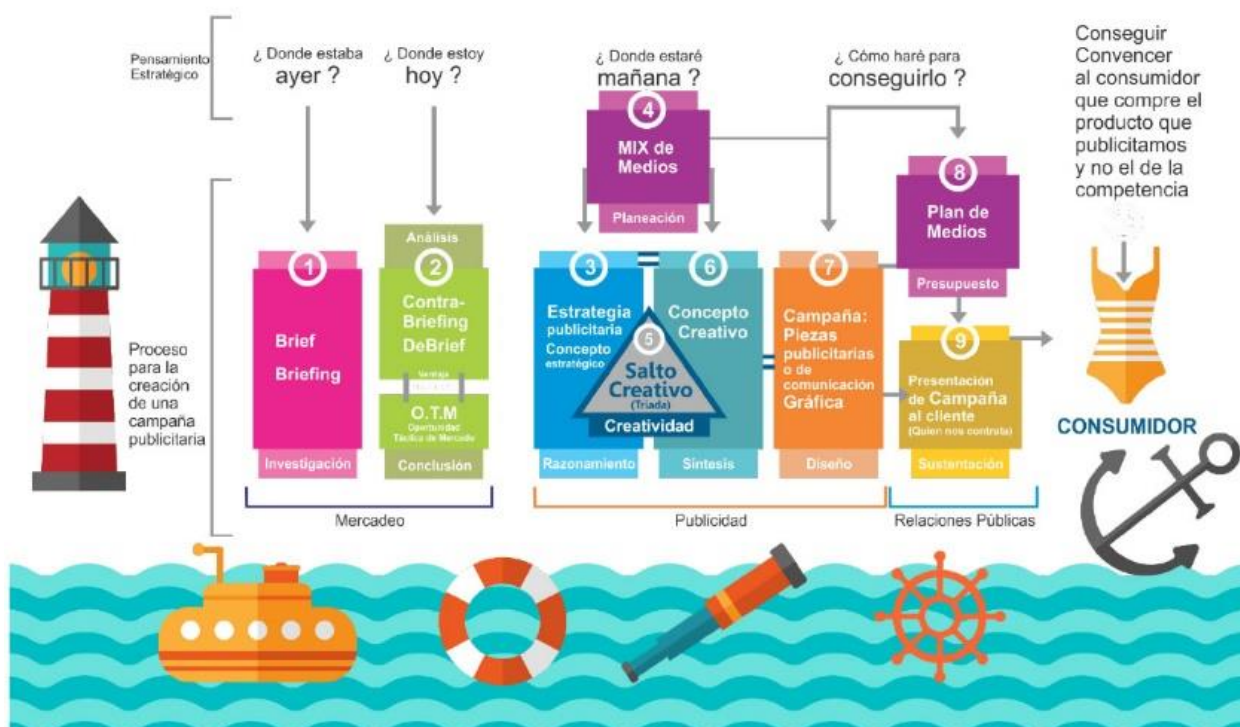 Pensamiento
Estratégico
¿ Donde estaba
ayer ?
¿ Donde estoy
hoy ?
¿ Donde estaré
mañana ?
¿ Cómo haré para
conseguirlo ?
Conseguir
Convencer
al consumidor
que compre el
producto que
publicitamos
y no el de la
competencia
Proceso
para la
creación
de una
campaña
publicitaria
1
Brief
Briefing
Investigación
Análisis
2
Contra-
Briefing
DeBrief
Ventaja
O.T.M
Oportunidad
Táctica de Mercado
Conclusión
3
Estrategia
publicitaria
Concepto
estratégico
Razonamiento
4
MIX de
Medios
Planeación
5
Salto
Creativo
(Triada)
Creatividad
6
Concepto
Creativo
Síntesis
7
Campaña:
Piezas
publicitarias
o de
comunicación
Gráfica
Diseño
8
Plan de
Medios
Presupuesto
9
Presentación
de Campaña
al cliente
(Quien nos contrata)
Sustentación
CONSUMIDOR
Mercadeo
Publicidad
Relaciones Públicas